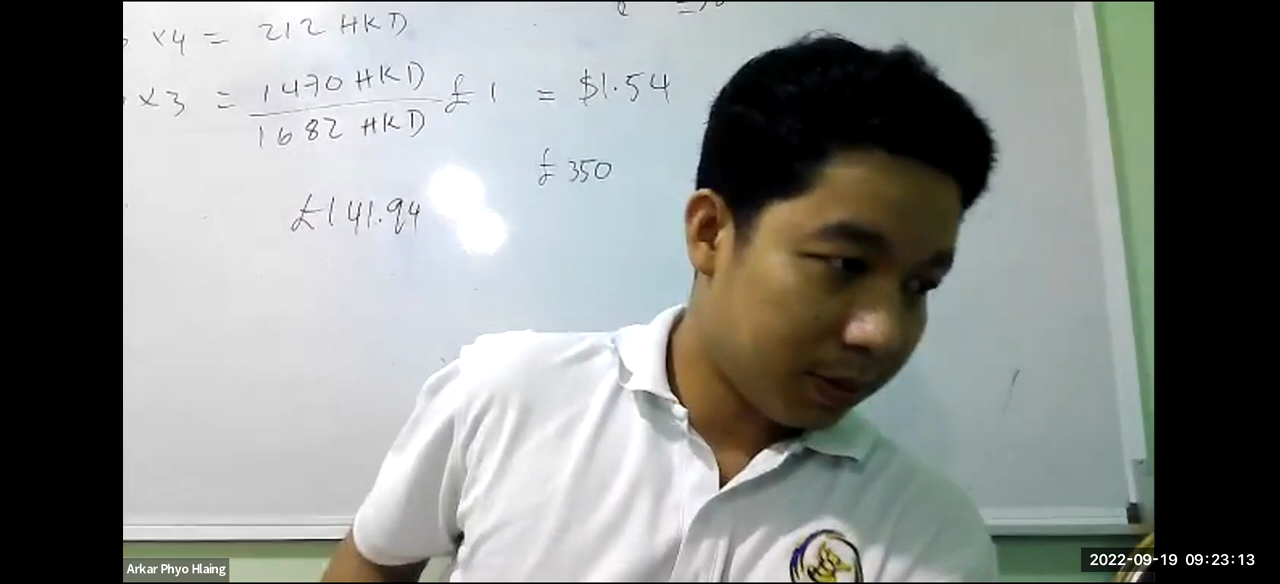 ×4 = 212 HKD
×3 = 1470 HKD
1682 HKD
£1 = $1.54
£350
£141.94
Arkar Phyo Hlaing
2022-09-19 09:23:13